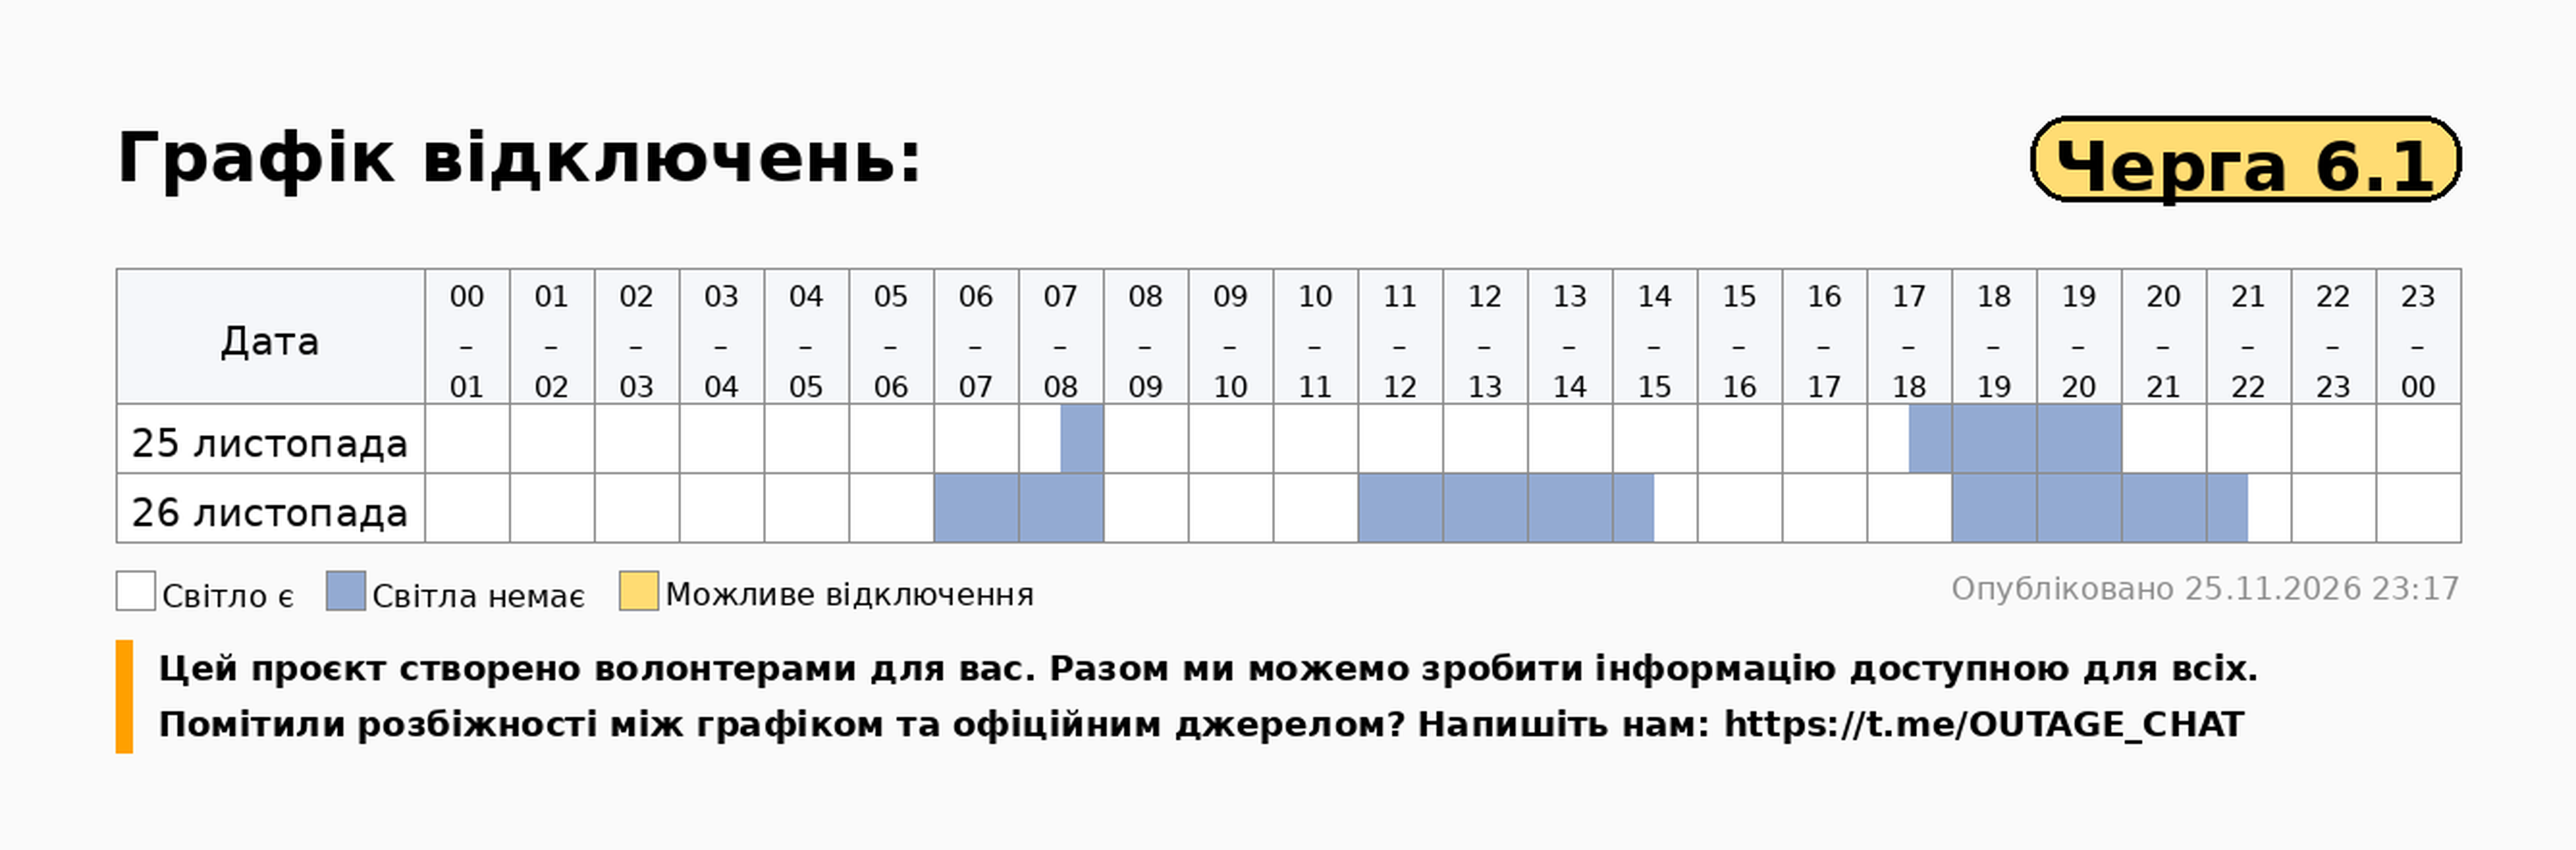 Графік відключень:
Черга 6.1
Дата
00 – 01
01 – 02
02 – 03
03 – 04
04 – 05
05 – 06
06 – 07
07 – 08
08 – 09
09 – 10
10 – 11
11 – 12
12 – 13
13 – 14
14 – 15
15 – 16
16 – 17
17 – 18
18 – 19
19 – 20
20 – 21
21 – 22
22 – 23
23 – 00
25 листопада
26 листопада
Світло є
Світла немає
Можливе відключення
Опубліковано 25.11.2026 23:17
Цей проєкт створено волонтерами для вас. Разом ми можемо зробити інформацію доступною для всіх.
Помітили розбіжності між графіком та офіційним джерелом? Напишіть нам: https://t.me/OUTAGE_CHAT